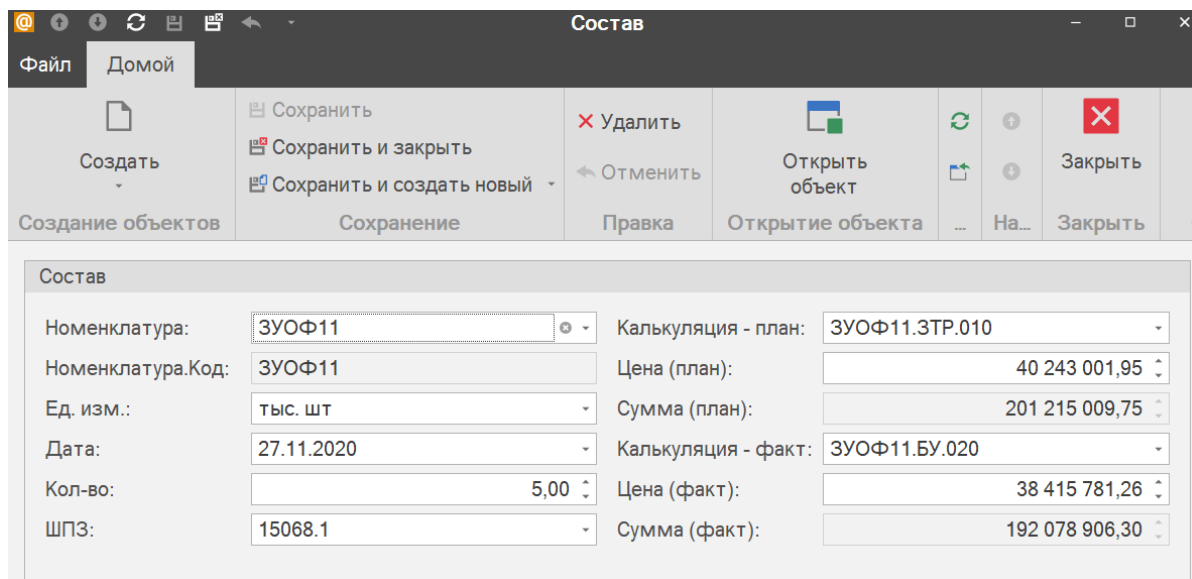 Состав
Файл Домой
Создать
Сохранить
Сохранить и закрыть
Сохранить и создать новый
Удалить
Отменить
Открыть
объект
Закрыть
Создание объектов Сохранение Правка Открытие объекта ... На... Закрыть
Состав
Номенклатура: ЗУОФ11 Калькуляция - план: ЗУОФ11.ЗТР.010
Номенклатура.Код: ЗУОФ11 Цена (план): 40 243 001,95
Ед. изм.: тыс. шт Сумма (план): 201 215 009,75
Дата: 27.11.2020 Калькуляция - факт: ЗУОФ11.БУ.020
Кол-во: 5,00 Цена (факт): 38 415 781,26
ШПЗ: 15068.1 Сумма (факт): 192 078 906,30